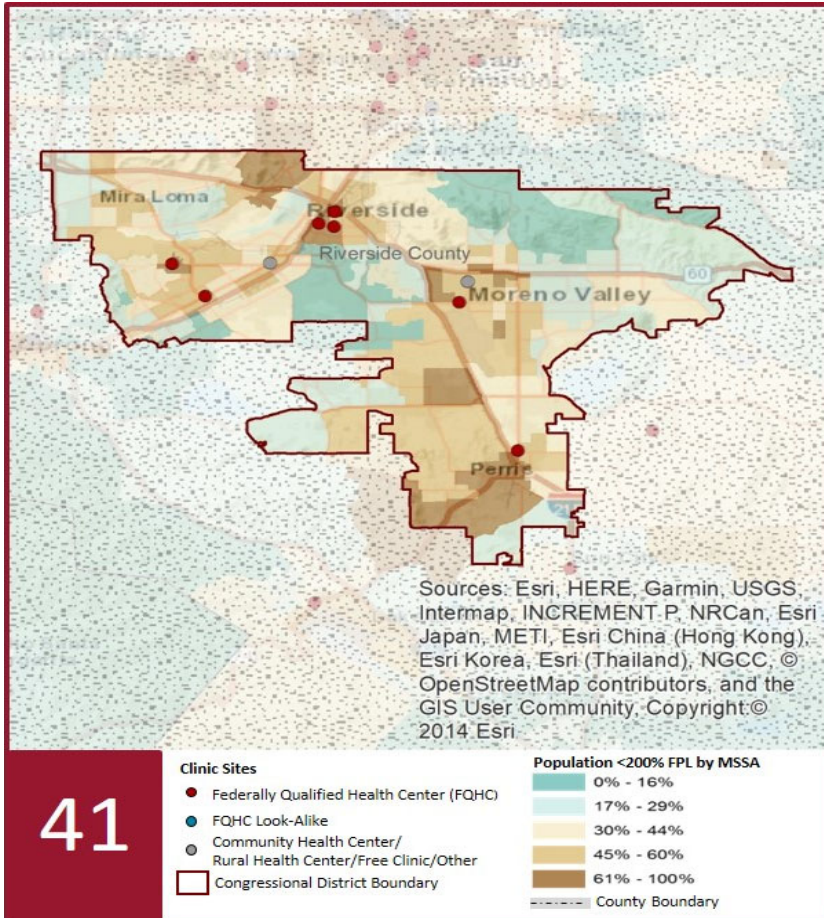 Mira Loma
Riverside
Riverside County
60
Moreno Valley
Perris
Sources: Esri, HERE, Garmin, USGS,
Intermap, INCREMENT P, NRCan, Esri
Japan, METI, Esri China (Hong Kong),
Esri Korea, Esri (Thailand), NGCC, ©
OpenStreetMap contributors, and the
GIS User Community, Copyright:©
2014 Esri
41
Clinic Sites
Federally Qualified Health Center (FQHC)
FQHC Look-Alike
Community Health Center/
Rural Health Center/Free Clinic/Other
Congressional District Boundary
Population <200% FPL by MSSA
0% - 16%
17% - 29%
30% - 44%
45% - 60%
61% - 100%
County Boundary